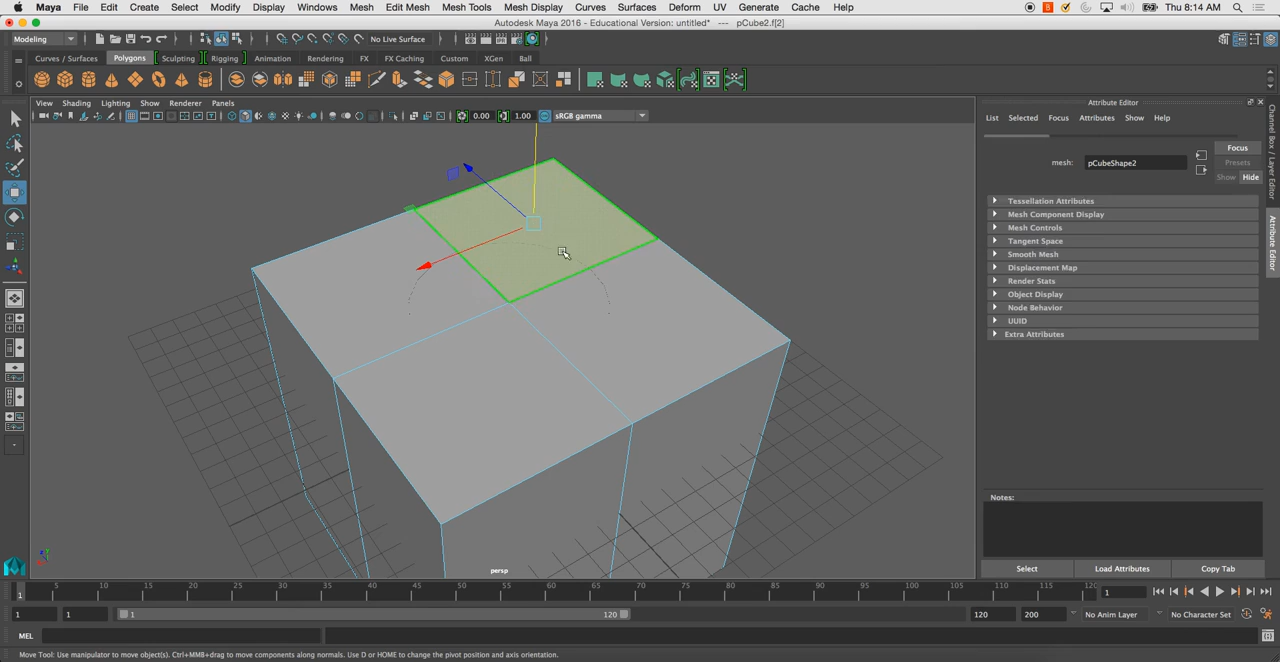 Maya File Edit Create Select Modify Display Windows Mesh Edit Mesh Mesh Tools Mesh Display Curves Surfaces Deform UV Generate Cache Help Thu 8:14 AM
Autodesk Maya 2016 - Educational Version: untitled* --- pCube2.f[2]
Modeling No Live Surface
Curves / Surfaces Polygons Sculpting Rigging Animation Rendering FX FX Caching Custom XGen Ball
View Shading Lighting Show Renderer Panels
0.00 1.00 sRGB gamma
Attribute Editor
List Selected Focus Attributes Show Help
mesh: pCubeShape2
Focus
Presets
Show Hide
Tessellation Attributes
Mesh Component Display
Mesh Controls
Tangent Space
Smooth Mesh
Displacement Map
Render Stats
Object Display
Node Behavior
UUID
Extra Attributes
Channel Box / Layer Editor
Attribute Editor
Notes:
Select Load Attributes Copy Tab
persp
1 5 10 15 20 25 30 35 40 45 50 55 60 65 70 75 80 85 90 95 100 105 110 115 120 1
1 1 1 120 120 200 No Anim Layer No Character Set
MEL
Move Tool: Use manipulator to move object(s). Ctrl+MMB+drag to move components along normals. Use D or HOME to change the pivot position and axis orientation.